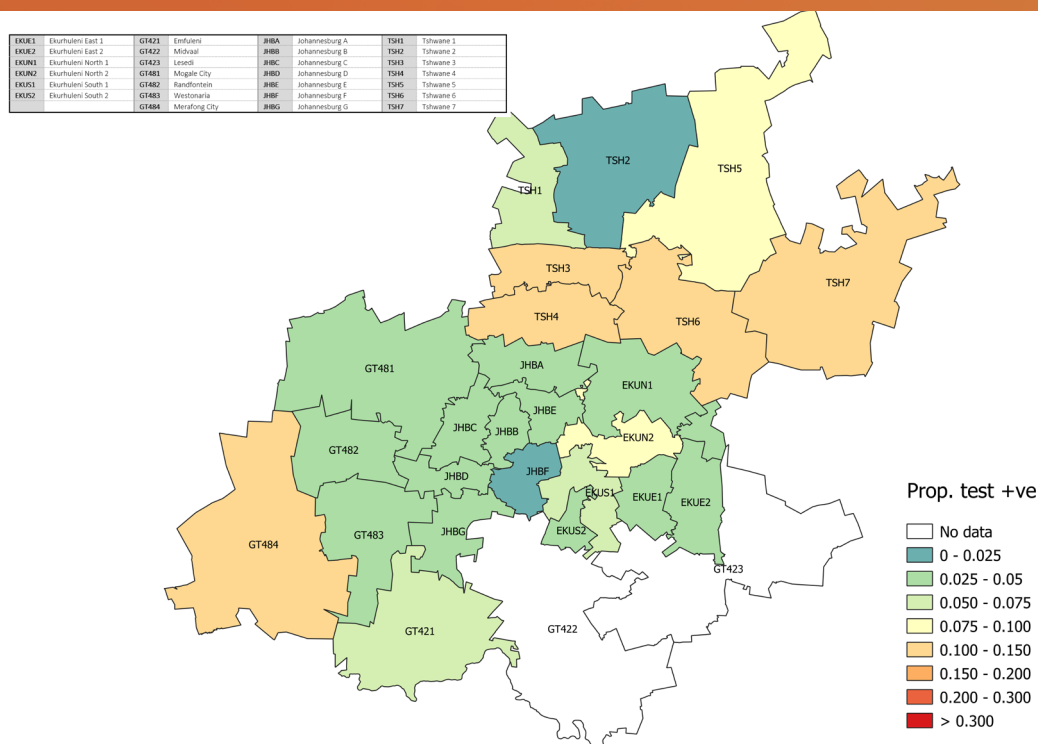 EKUE1 Ekurhuleni East 1 GT421 Emfuleni JHBA Johannesburg A TSH1 Tshwane 1
EKUE2 Ekurhuleni East 2 GT422 Midvaal JHBB Johannesburg B TSH2 Tshwane 2
EKUN1 Ekurhuleni North 1 GT423 Lesedi JHBC Johannesburg C TSH3 Tshwane 3
EKUN2 Ekurhuleni North 2 GT481 Mogale City JHBD Johannesburg D TSH4 Tshwane 4
EKUS1 Ekurhuleni South 1 GT482 Randfontein JHBE Johannesburg E TSH5 Tshwane 5
EKUS2 Ekurhuleni South 2 GT483 Westonaria JHBF Johannesburg F TSH6 Tshwane 6
GT484 Merafong City JHBG Johannesburg G TSH7 Tshwane 7
TSH2
TSH5
TSH1
TSH3
TSH7
TSH4
TSH6
GT481
JHBA
EKUN1
JHBE
JHBC
JHBB
EKUN2
GT482
JHBD
JHBF
EKUS1
EKUE1
EKUE2
GT484
GT483
JHBG
EKUS2
GT423
GT421
GT422
Prop. test +ve
No data
0 - 0.025
0.025 - 0.05
0.050 - 0.075
0.075 - 0.100
0.100 - 0.150
0.150 - 0.200
0.200 - 0.300
> 0.300